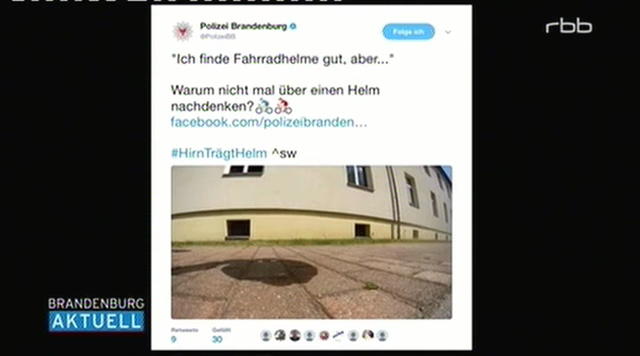 Polizei Brandenburg
@PolizeiBB
Folge ich
rbb
"Ich finde Fahrradhelme gut, aber..."
Warum nicht mal über einen Helm
nachdenken?
facebook.com/polizeibranden…
#HirnTrägtHelm ^sw
BRANDENBURG
AKTUELL
Retweets Gefällt
9 30